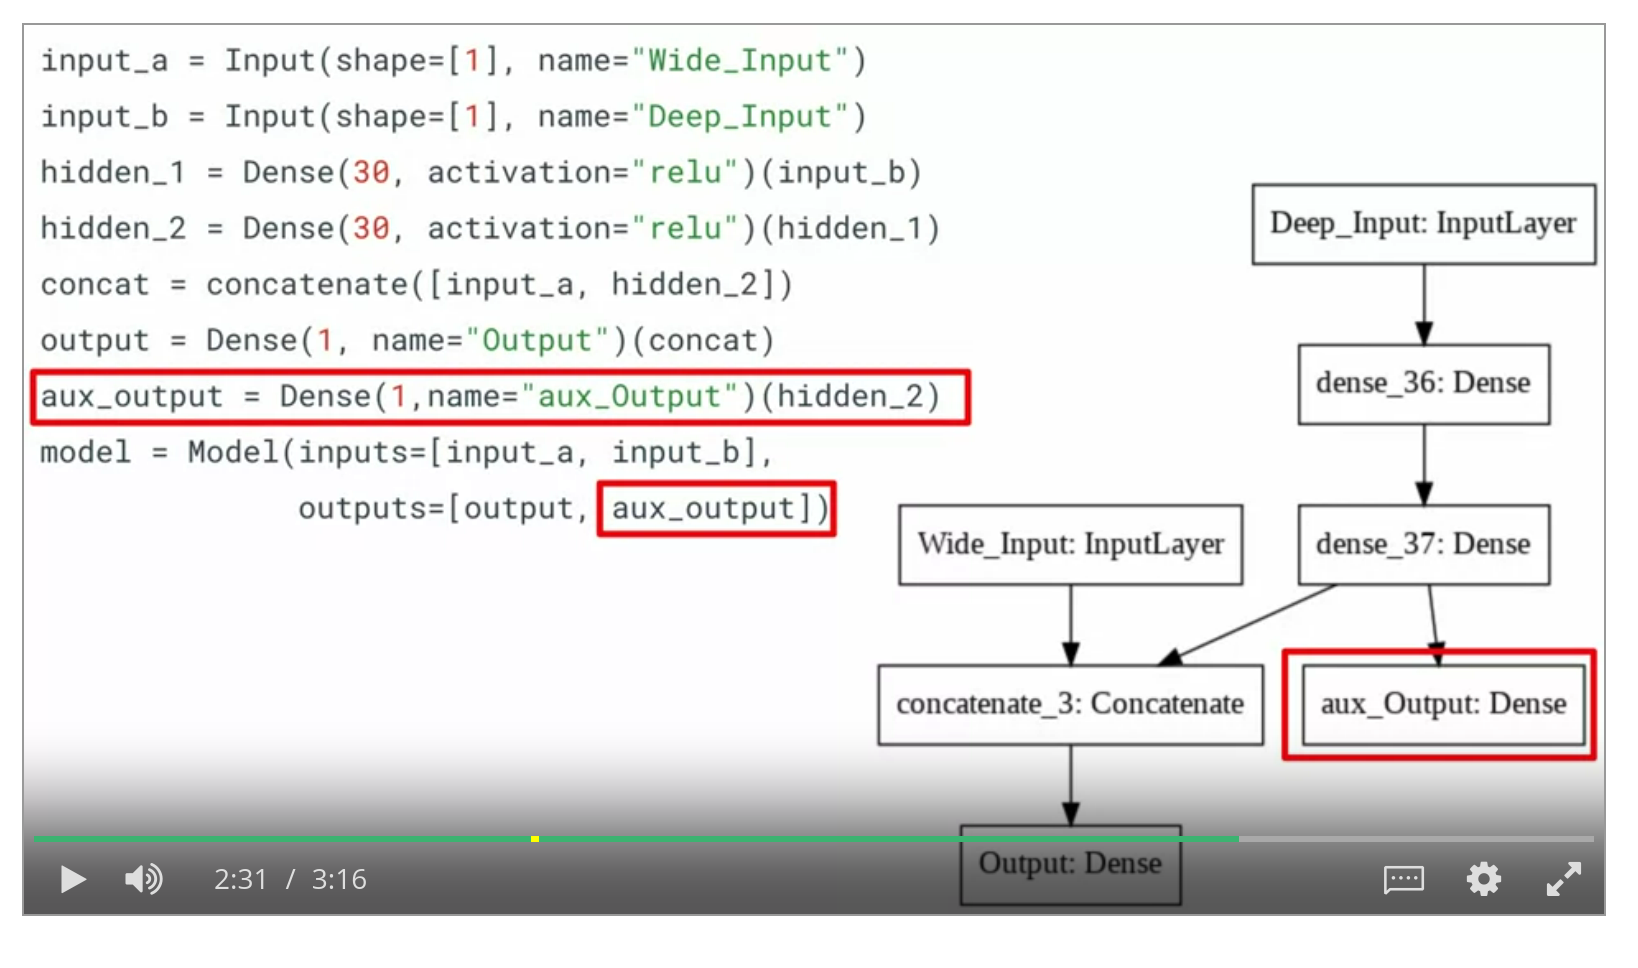 input_a = Input(shape=[1], name="Wide_Input")
input_b = Input(shape=[1], name="Deep_Input")
hidden_1 = Dense(30, activation="relu")(input_b)
hidden_2 = Dense(30, activation="relu")(hidden_1)
concat = concatenate([input_a, hidden_2])
output = Dense(1, name="Output")(concat)
aux_output = Dense(1,name="aux_Output")(hidden_2)
model = Model(inputs=[input_a, input_b],
outputs=[output, aux_output])
Deep_Input: InputLayer
dense_36: Dense
Wide_Input: InputLayer
dense_37: Dense
concatenate_3: Concatenate
aux_Output: Dense
Output: Dense
2:31 / 3:16